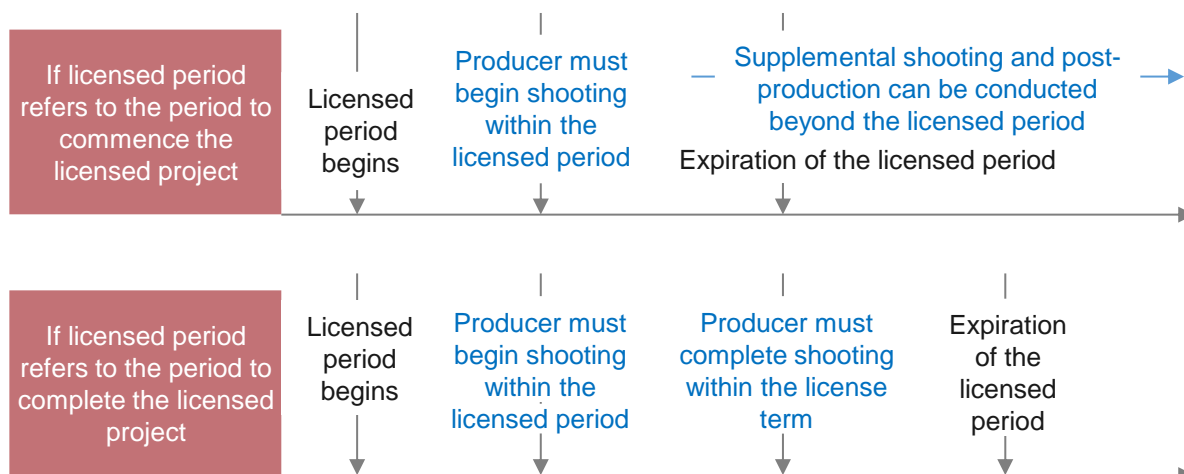 If licensed period
refers to the period to
commence the
licensed project
Licensed
period
begins
Producer must
begin shooting
within the
licensed period
Supplemental shooting and post-
production can be conducted
beyond the licensed period
Expiration of the licensed period
If licensed period
refers to the period to
complete the licensed
project
Licensed
period
begins
Producer must
begin shooting
within the
licensed period
Producer must
complete shooting
within the license
term
Expiration
of the
licensed
period